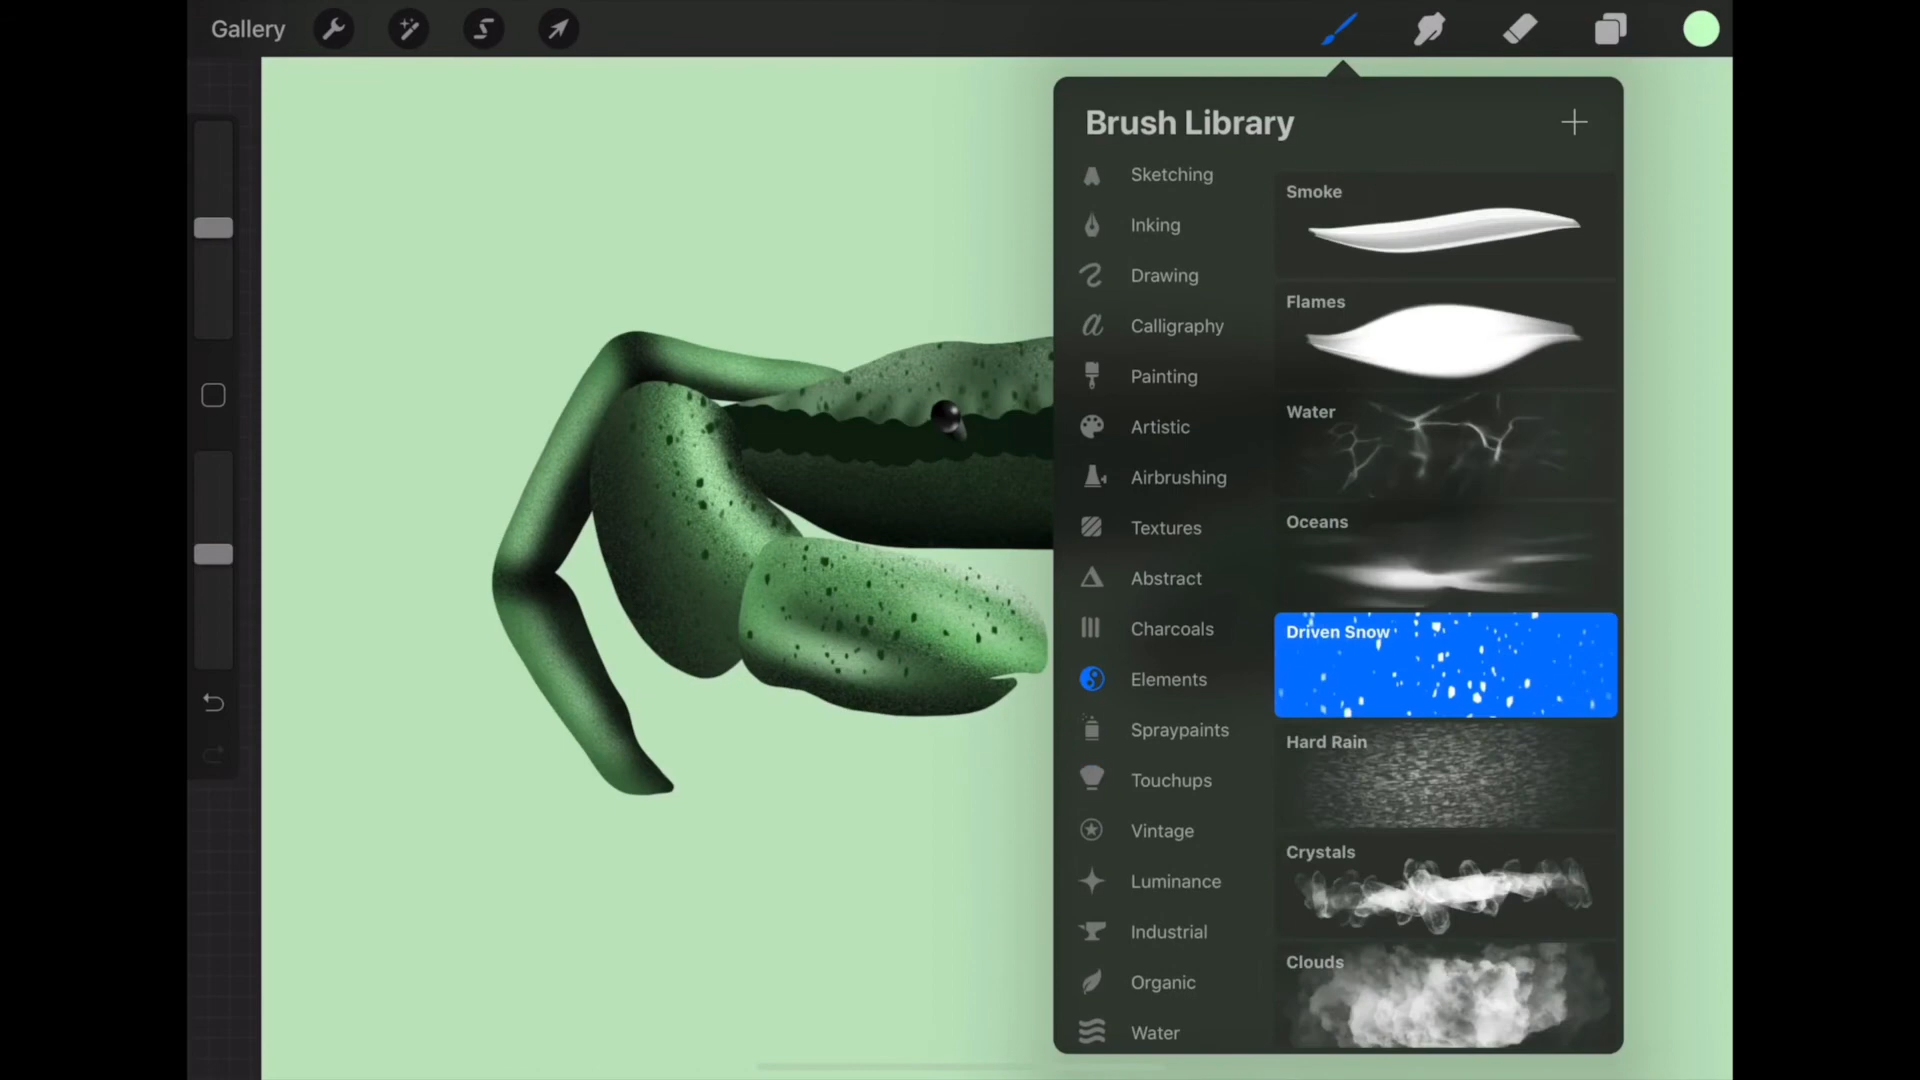 Gallery
Brush Library
Sketching
Inking
Drawing
Calligraphy
Painting
Artistic
Airbrushing
Textures
Abstract
Charcoals
Elements
Spraypaints
Touchups
Vintage
Luminance
Industrial
Organic
Water
Smoke
Flames
Water
Oceans
Driven Snow
Hard Rain
Crystals
Clouds